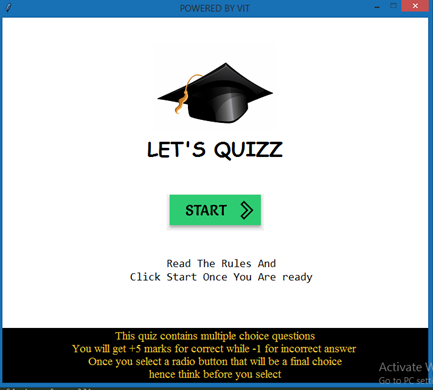 POWERED BY VIT
LET'S QUIZZ
START
Read The Rules And
Click Start Once You Are ready
This quiz contains multiple choice questions
You will get +5 marks for correct while -1 for incorrect answer
Once you select a radio button that will be a final choice
hence think before you select
Activate W
Go to PC sett